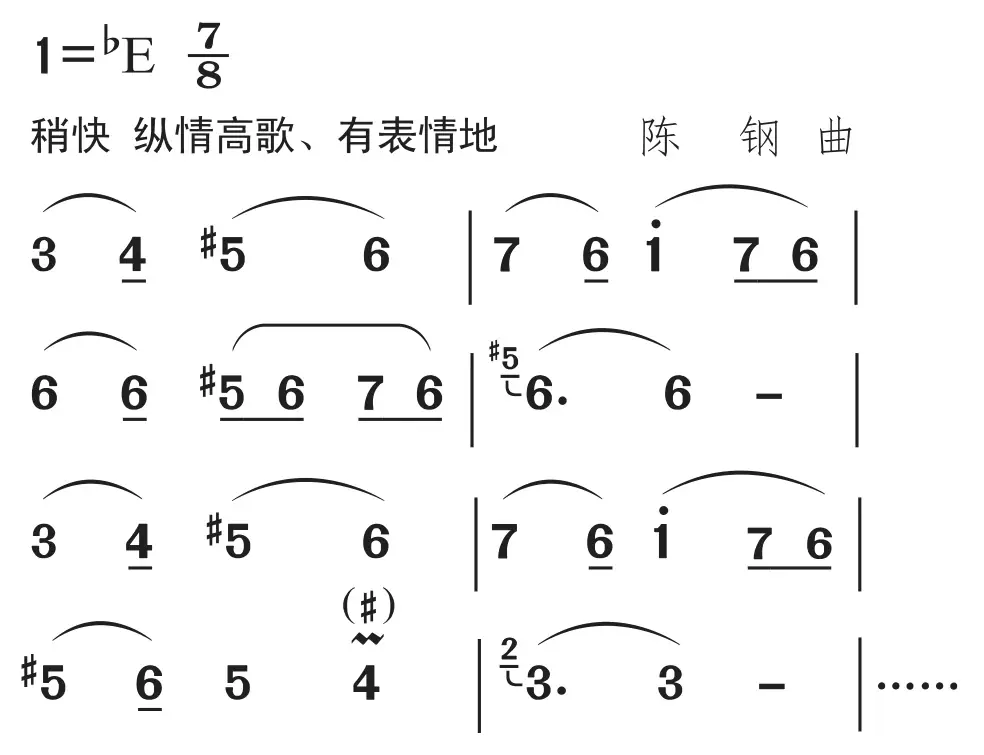 1=♭E 7/8
稍快 纵情高歌、有表情地 陈 钢 曲
3 4 #5 6 | 7 6 i̇ 7 6 |
6 6 #5 6 7 6 | #5 6. 6 – |
3 4 #5 6 | 7 6 i̇ 7 6 |
(#)
#5 6 5 4 | 2 3. 3 – | ……